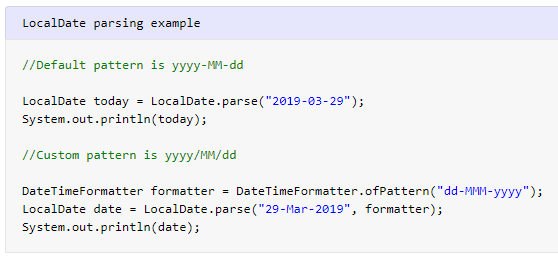 LocalDate parsing example
//Default pattern is yyyy-MM-dd
LocalDate today = LocalDate.parse("2019-03-29");
System.out.println(today);
//Custom pattern is yyyy/MM/dd
DateTimeFormatter formatter = DateTimeFormatter.ofPattern("dd-MMM-yyyy");
LocalDate date = LocalDate.parse("29-Mar-2019", formatter);
System.out.println(date);